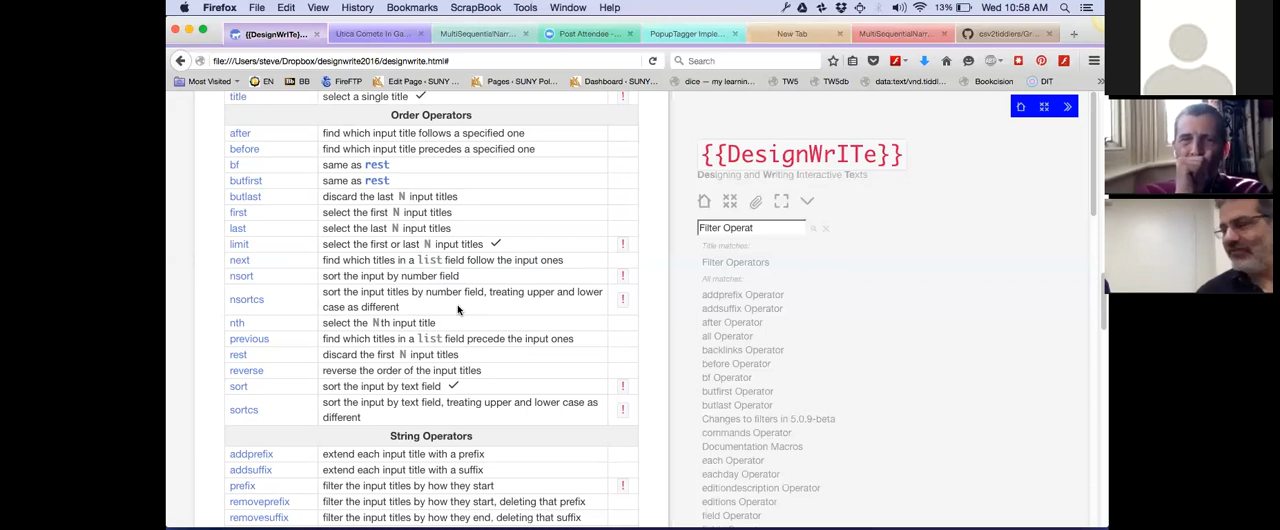 Firefox File Edit View History Bookmarks ScrapBook Tools Window Help 13% Wed 10:58 AM
{{DesignWrITe}... Utica Comets In Ga... MultiSequentialNarr... Post Attendee -... PopupTagger Imple... New Tab MultiSequentialNarr... csv2tiddlers/Gr...
file:///Users/steve/Dropbox/designwrite2016/designwrite.html# Search
Most Visited EN BB FireFTP Edit Page - SUNY ... Pages - SUNY Pol... Dashboard - SUNY... dice — my learnin... TW5 TW5db data:text/vnd.tiddl... Bookcision DIT
title select a single title ✓ !
Order Operators
after find which input title follows a specified one
before find which input title precedes a specified one
bf same as rest
butfirst same as rest
butlast discard the last N input titles
first select the first N input titles
last select the last N input titles
limit select the first or last N input titles ✓ !
next find which titles in a list field follow the input ones
nsort sort the input by number field !
nsortcs sort the input titles by number field, treating upper and lower
case as different !
nth select the Nth input title
previous find which titles in a list field precede the input ones
rest discard the first N input titles
reverse reverse the order of the input titles
sort sort the input by text field ✓ !
sortcs sort the input by text field, treating upper and lower case as
different !
String Operators
addprefix extend each input title with a prefix
addsuffix extend each input title with a suffix
prefix filter the input titles by how they start !
removeprefix filter the input titles by how they start, deleting that prefix
removesuffix filter the input titles by how they end, deleting that suffix
{{DesignWrITe}}
Designing and Writing Interactive Texts
Filter Operat
Title matches:
Filter Operators
All matches:
addprefix Operator
addsuffix Operator
after Operator
all Operator
backlinks Operator
before Operator
bf Operator
butfirst Operator
butlast Operator
Changes to filters in 5.0.9-beta
commands Operator
Documentation Macros
each Operator
eachday Operator
editiondescription Operator
editions Operator
field Operator